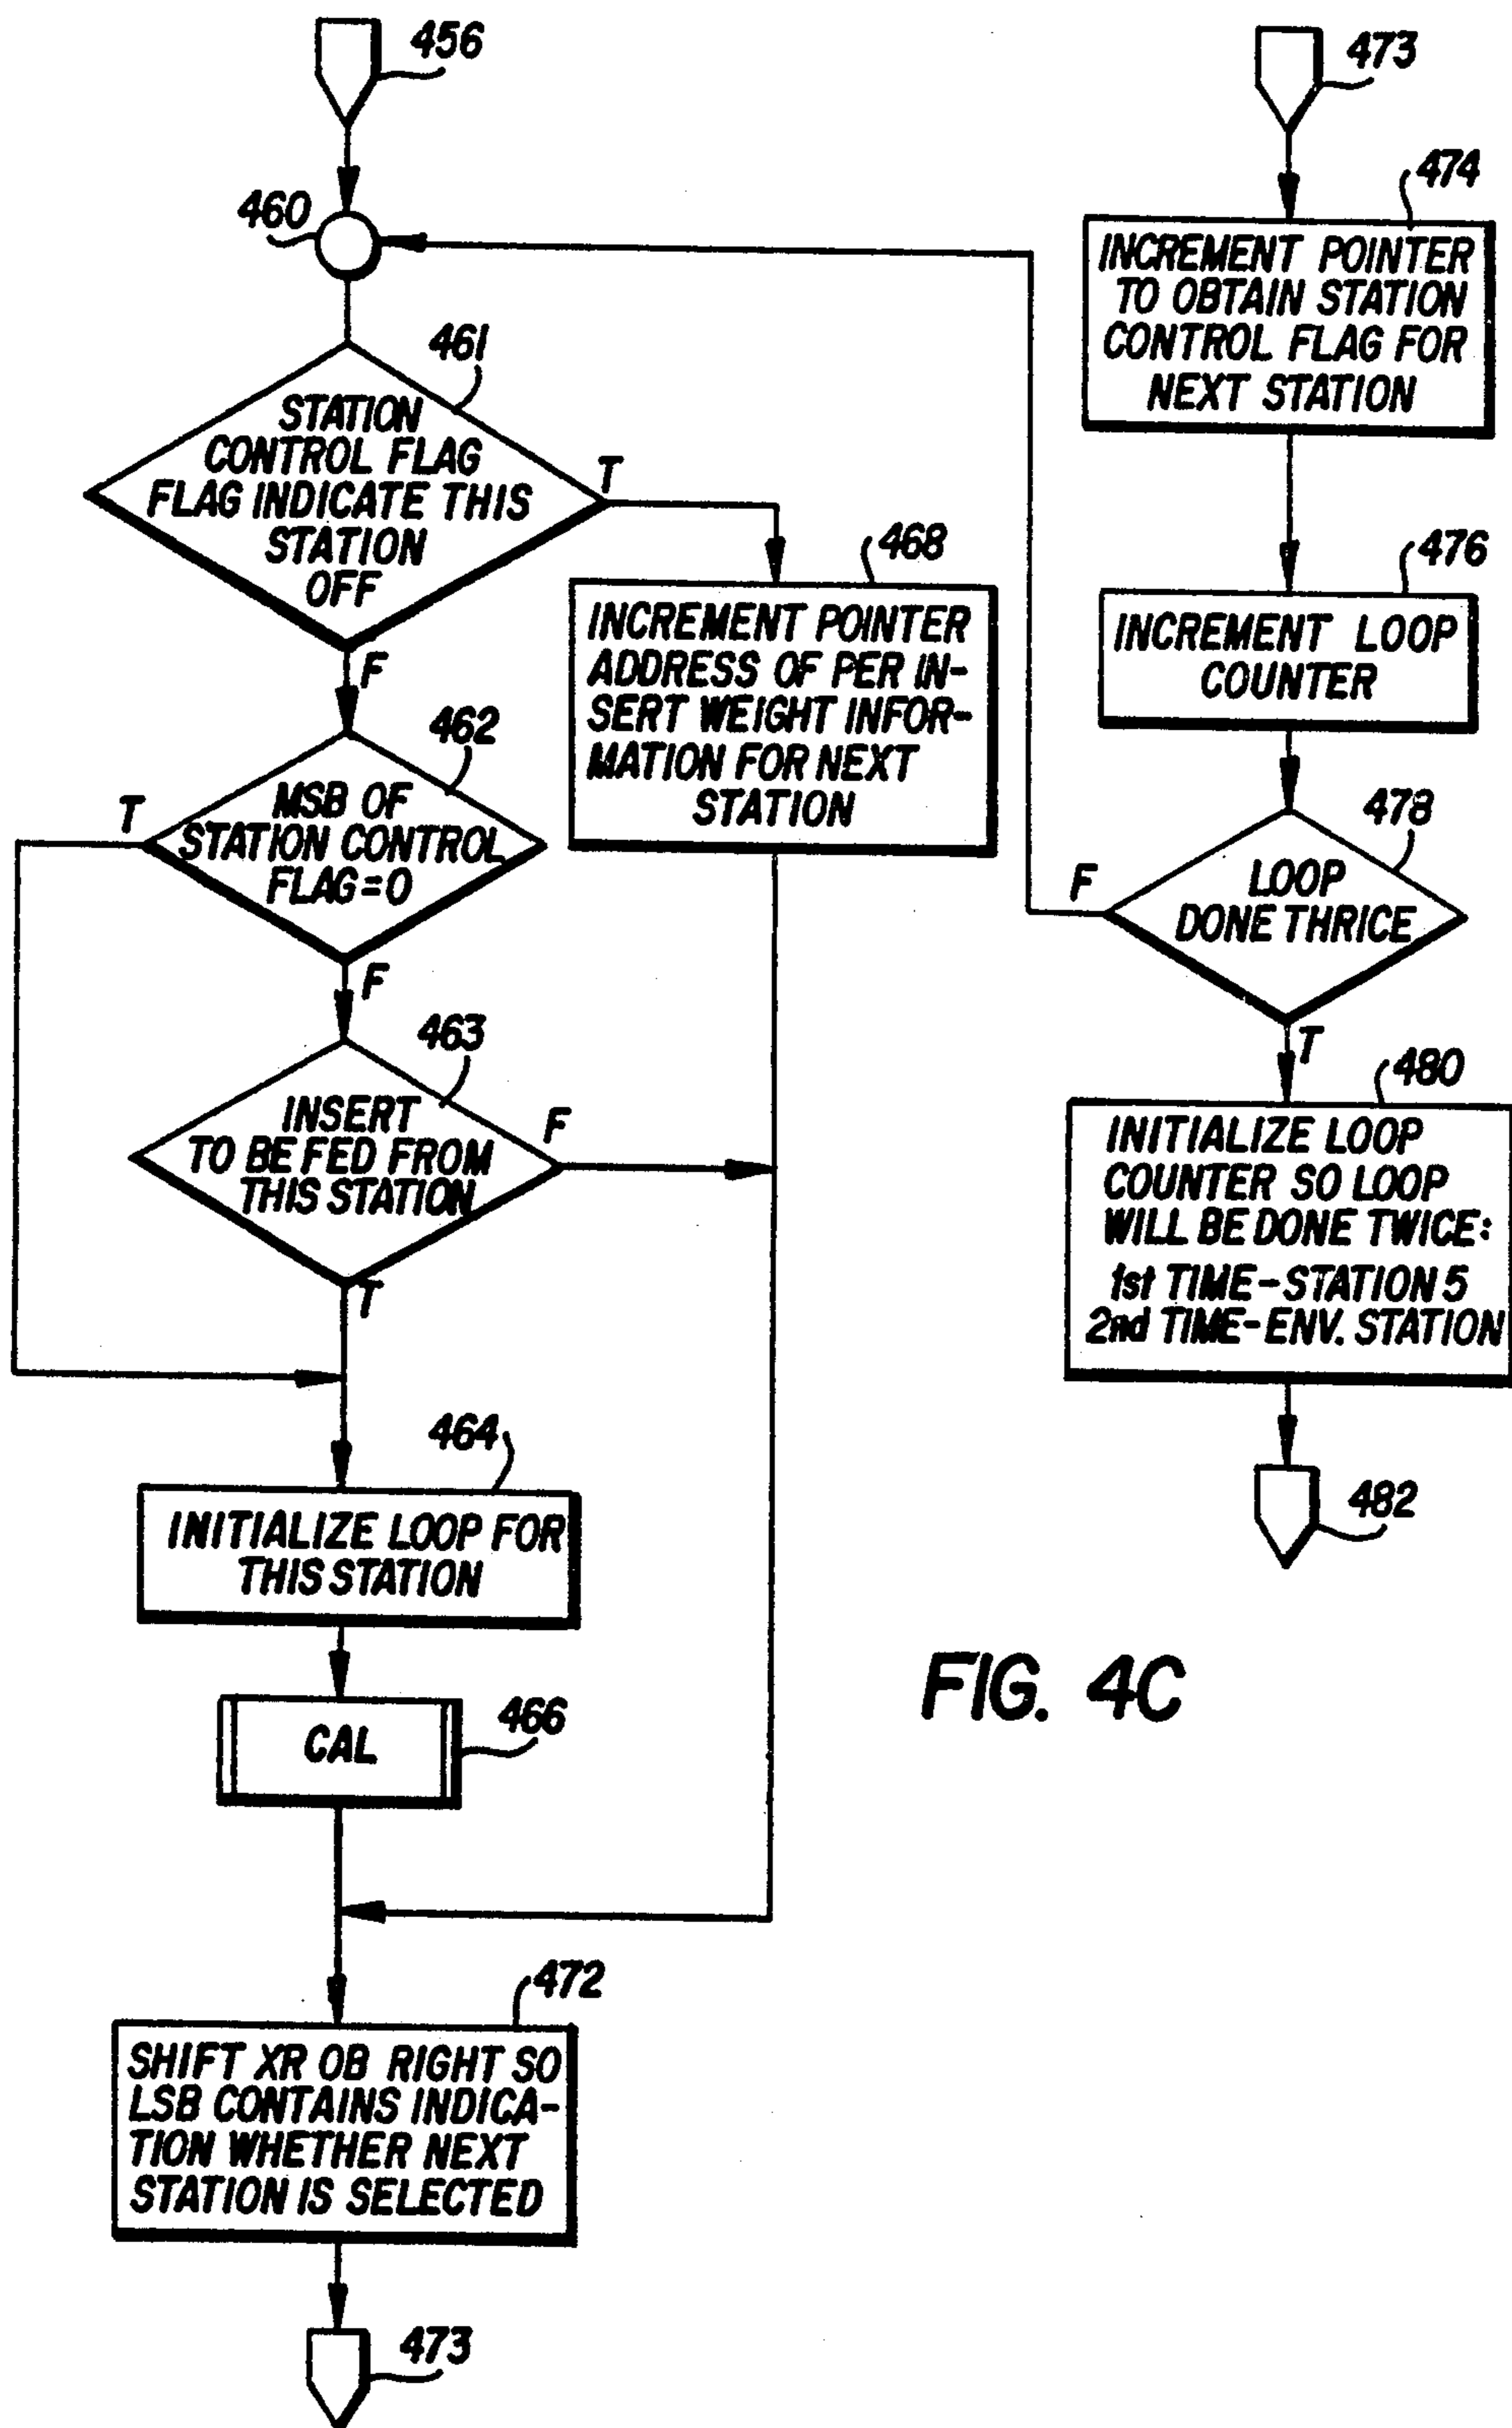 456
460
461
STATION
CONTROL FLAG
FLAG INDICATE THIS
STATION
OFF
T
F
468
INCREMENT POINTER
ADDRESS OF PER IN-
SERT WEIGHT INFOR-
MATION FOR NEXT
STATION
462
T
MSB OF
STATION CONTROL
FLAG=0
F
463
INSERT
TO BE FED FROM
THIS STATION
F
T
464
INITIALIZE LOOP FOR
THIS STATION
CAL
466
472
SHIFT XR OB RIGHT SO
LSB CONTAINS INDICA-
TION WHETHER NEXT
STATION IS SELECTED
473
473
474
INCREMENT POINTER
TO OBTAIN STATION
CONTROL FLAG FOR
NEXT STATION
476
INCREMENT LOOP
COUNTER
478
F
LOOP
DONE THRICE
T
480
INITIALIZE LOOP
COUNTER SO LOOP
WILL BE DONE TWICE:
1st TIME-STATION 5
2nd TIME-ENV. STATION
482
FIG. 4C